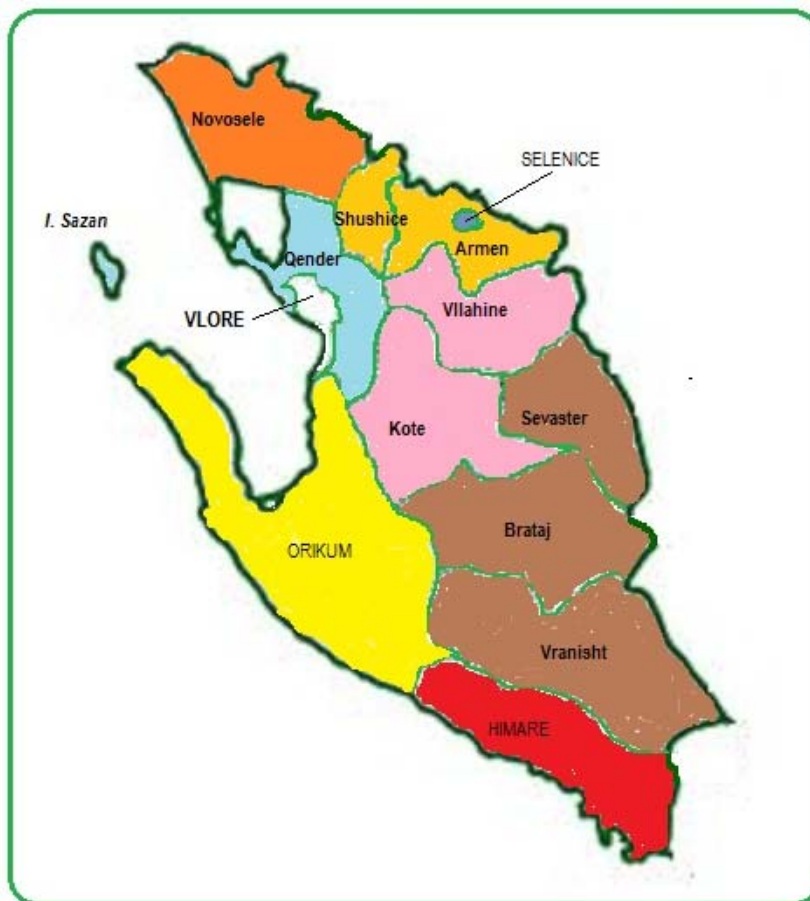 Novosele
SELENICE
I. Sazan
Shushice
Armen
Qender
VLORE
Vllahine
Kote
Sevaster
Brataj
ORIKUM
Vranisht
HIMARE